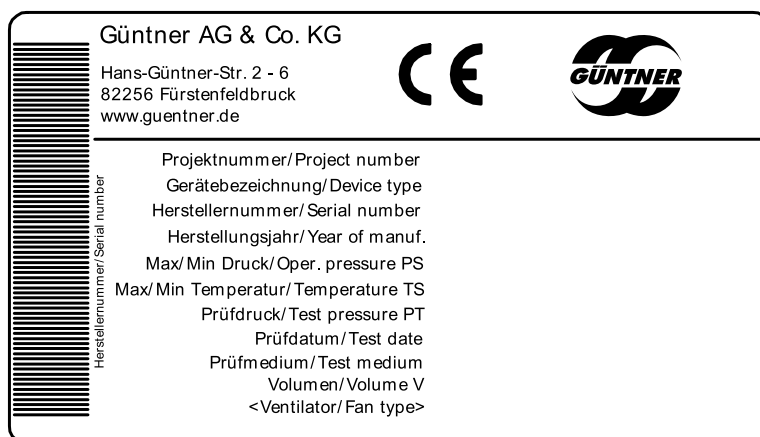 Güntner AG & Co. KG
Hans-Güntner-Str. 2 - 6
82256 Fürstenfeldbruck
www.guentner.de
CE
GÜNTNER
Herstellernummer/Serial number
Projektnummer/Project number
Gerätebezeichnung/Device type
Herstellernummer/Serial number
Herstellungsjahr/Year of manuf.
Max/Min Druck/Oper. pressure PS
Max/Min Temperatur/Temperature TS
Prüfdruck/Test pressure PT
Prüfdatum/Test date
Prüfmedium/Test medium
Volumen/Volume V
<Ventilator/Fan type>